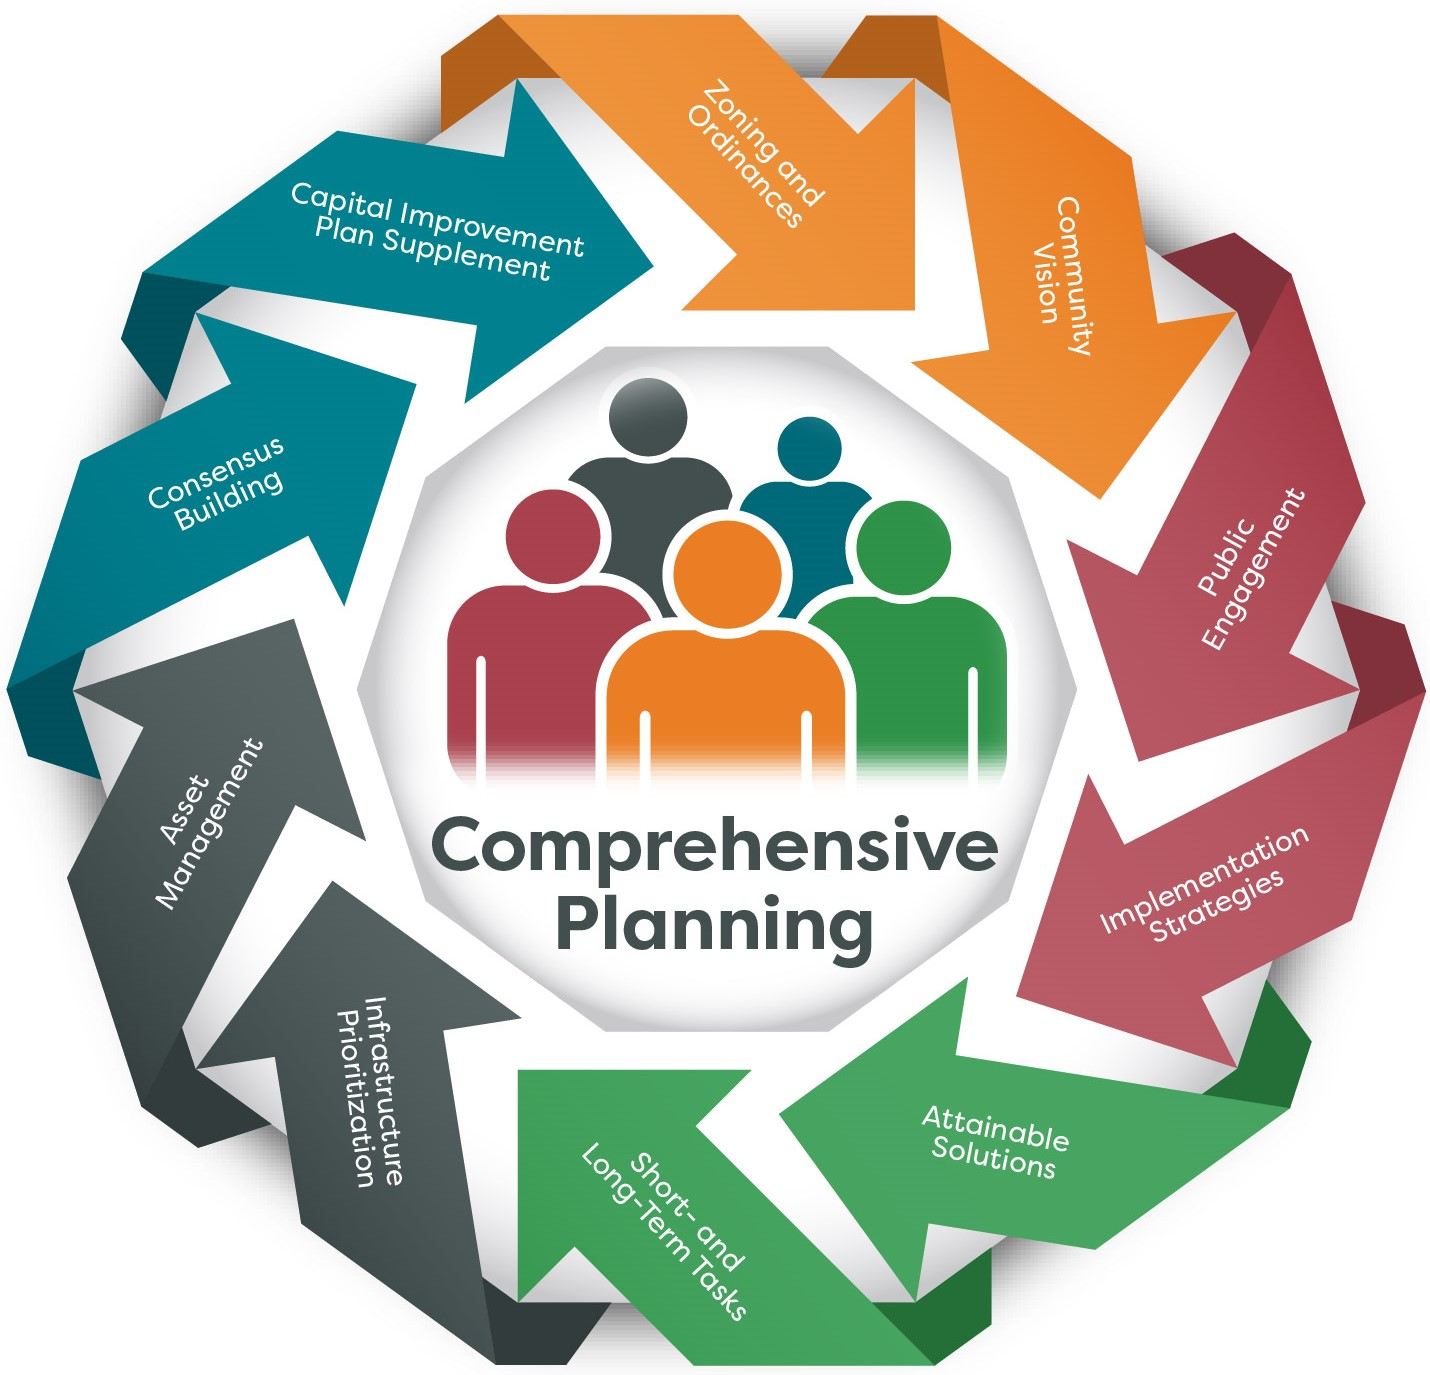 Zoning and
Ordinances
Community
Vision
Public
Engagement
Implementation
Strategies
Attainable
Solutions
Short- and
Long-Term Tasks
Infrastructure
Prioritization
Asset
Management
Consensus
Building
Capital Improvement
Plan Supplement
Comprehensive
Planning